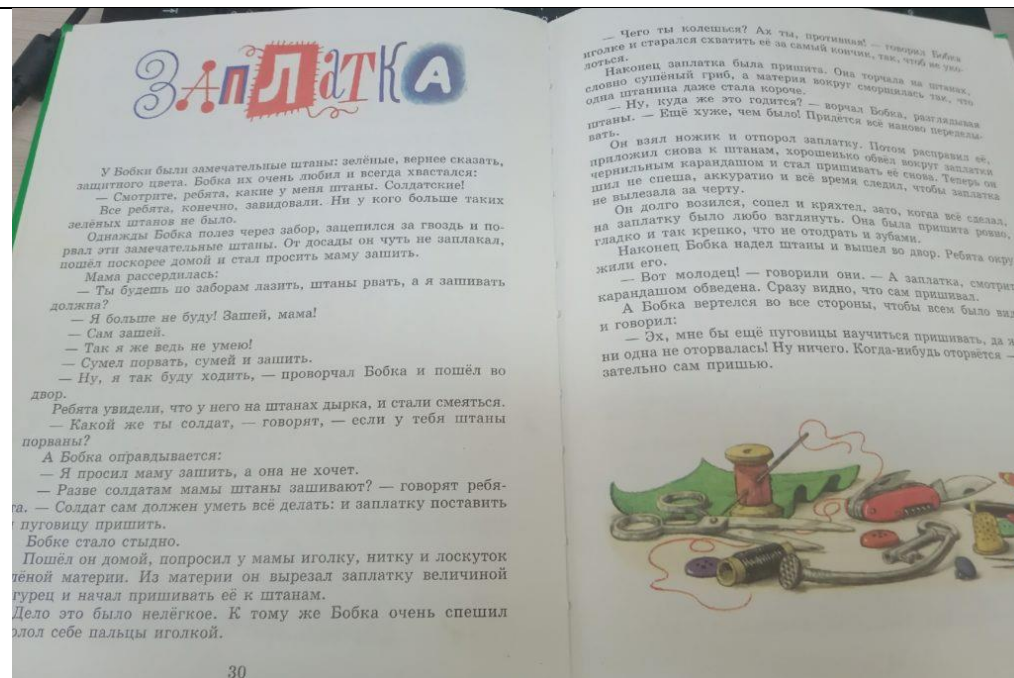 ЗАПЛАТКА
У Бобки были замечательные штаны: зелёные, вернее сказать,
защитного цвета. Бобка их очень любил и всегда хвастался:
— Смотрите, ребята, какие у меня штаны. Солдатские!
Все ребята, конечно, завидовали. Ни у кого больше таких
зелёных штанов не было.
Однажды Бобка полез через забор, зацепился за гвоздь и по-
рвал эти замечательные штаны. От досады он чуть не заплакал,
пошёл поскорее домой и стал просить маму зашить.
Мама рассердилась:
— Ты будешь по заборам лазить, штаны рвать, а я зашивать
должна?
— Я больше не буду! Зашей, мама!
— Сам зашей.
— Так я же ведь не умею!
— Сумел порвать, сумей и зашить.
— Ну, я так буду ходить, — проворчал Бобка и пошёл во
двор.
Ребята увидели, что у него на штанах дырка, и стали смеяться.
— Какой же ты солдат, — говорят, — если у тебя штаны
порваны?
А Бобка оправдывается:
— Я просил маму зашить, а она не хочет.
— Разве солдатам мамы штаны зашивают? — говорят ребя-
та. — Солдат сам должен уметь всё делать: и заплатку поставить
пуговицу пришить.
Бобке стало стыдно.
Пошёл он домой, попросил у мамы иголку, нитку и лоскуток
лёной материи. Из материи он вырезал заплатку величиной
гурец и начал пришивать её к штанам.
Дело это было нелёгкое. К тому же Бобка очень спешил
олол себе пальцы иголкой.
30
— Чего ты колешься? Ах ты, противная! — говорил Бобка
иголке и старался схватить её за самый кончик, так, чтоб не уко-
лоться.
Наконец заплатка была пришита. Она торчала на штанах,
словно сушёный гриб, а материя вокруг сморщилась так, что
одна штанина даже стала короче.
— Ну, куда же это годится? — ворчал Бобка, разглядывая
штаны. — Ещё хуже, чем было! Придётся всё наново переделы-
вать.
Он взял ножик и отпорол заплатку. Потом расправил её,
приложил снова к штанам, хорошенько обвёл вокруг заплатки
чернильным карандашом и стал пришивать её снова. Теперь он
шил не спеша, аккуратно и всё время следил, чтобы заплатка
не вылезала за черту.
Он долго возился, сопел и кряхтел, зато, когда всё сделал,
на заплатку было любо взглянуть. Она была пришита ровно,
гладко и так крепко, что не отодрать и зубами.
Наконец Бобка надел штаны и вышел во двор. Ребята окру
жили его.
— Вот молодец! — говорили они. — А заплатка, смотрит
карандашом обведена. Сразу видно, что сам пришивал.
А Бобка вертелся во все стороны, чтобы всем было вид
и говорил:
— Эх, мне бы ещё пуговицы научиться пришивать, да
ни одна не оторвалась! Ну ничего. Когда-нибудь оторвётся —
зательно сам пришью.